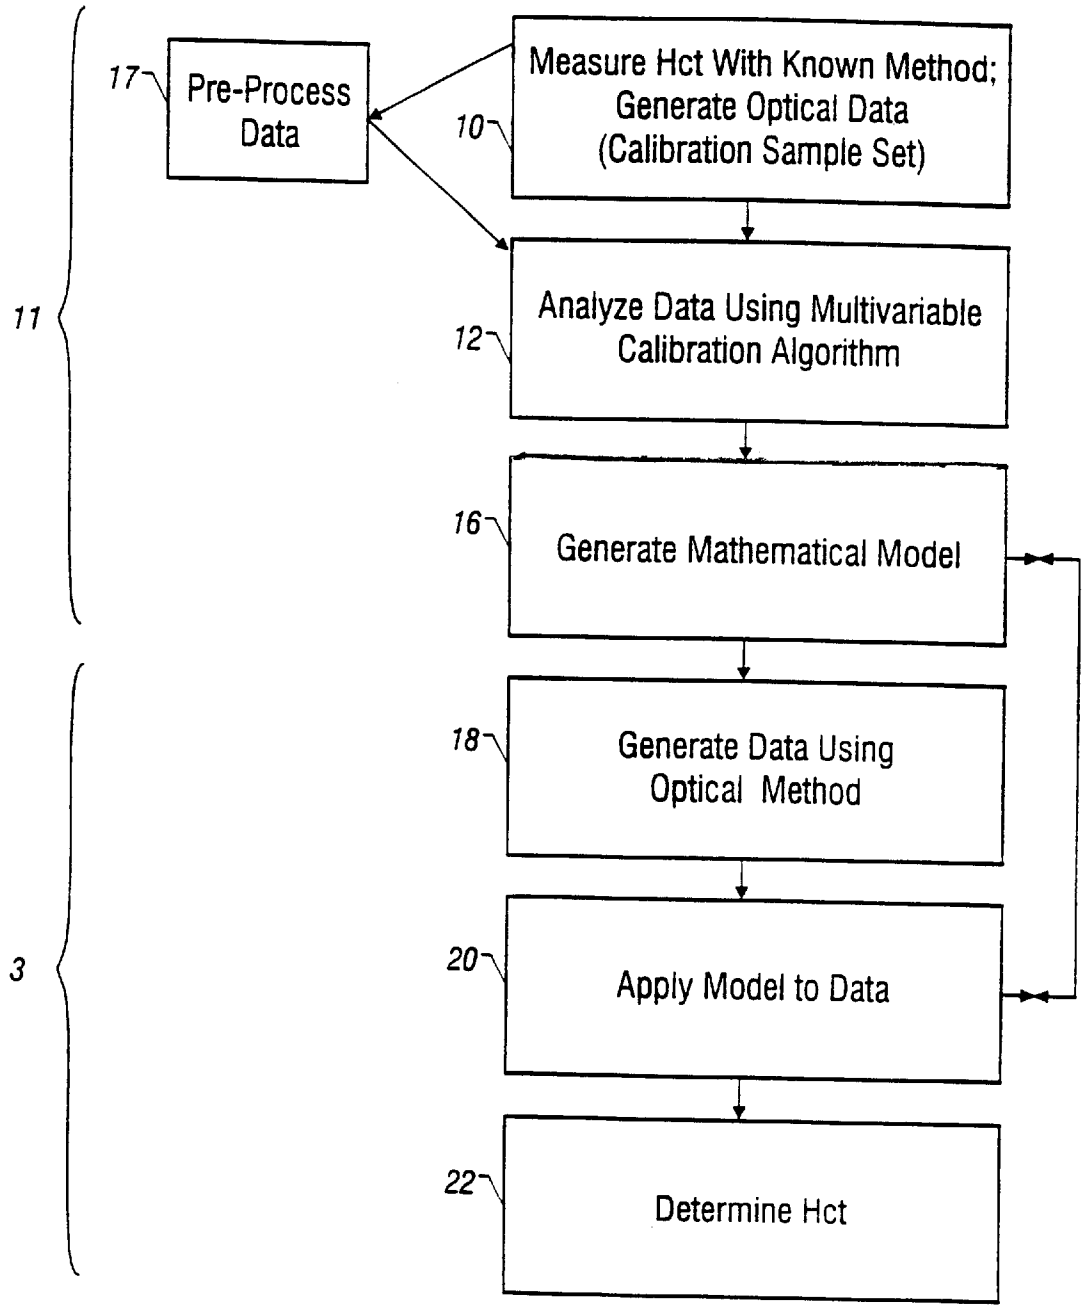 17
Pre-Process
Data
10
Measure Hct With Known Method;
Generate Optical Data
(Calibration Sample Set)
11
12
Analyze Data Using Multivariable
Calibration Algorithm
16
Generate Mathematical Model
18
Generate Data Using
Optical Method
3
20
Apply Model to Data
22
Determine Hct